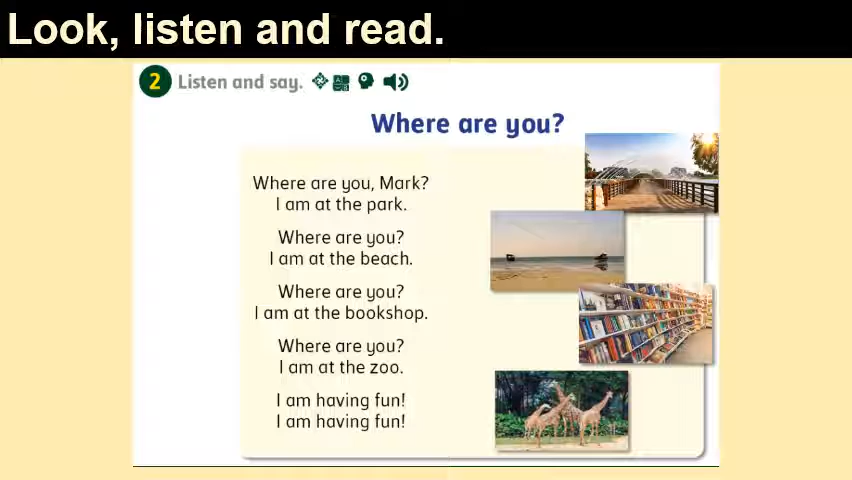 Look, listen and read.
2 Listen and say.
Where are you?
Where are you, Mark?
I am at the park.
Where are you?
I am at the beach.
Where are you?
I am at the bookshop.
Where are you?
I am at the zoo.
I am having fun!
I am having fun!